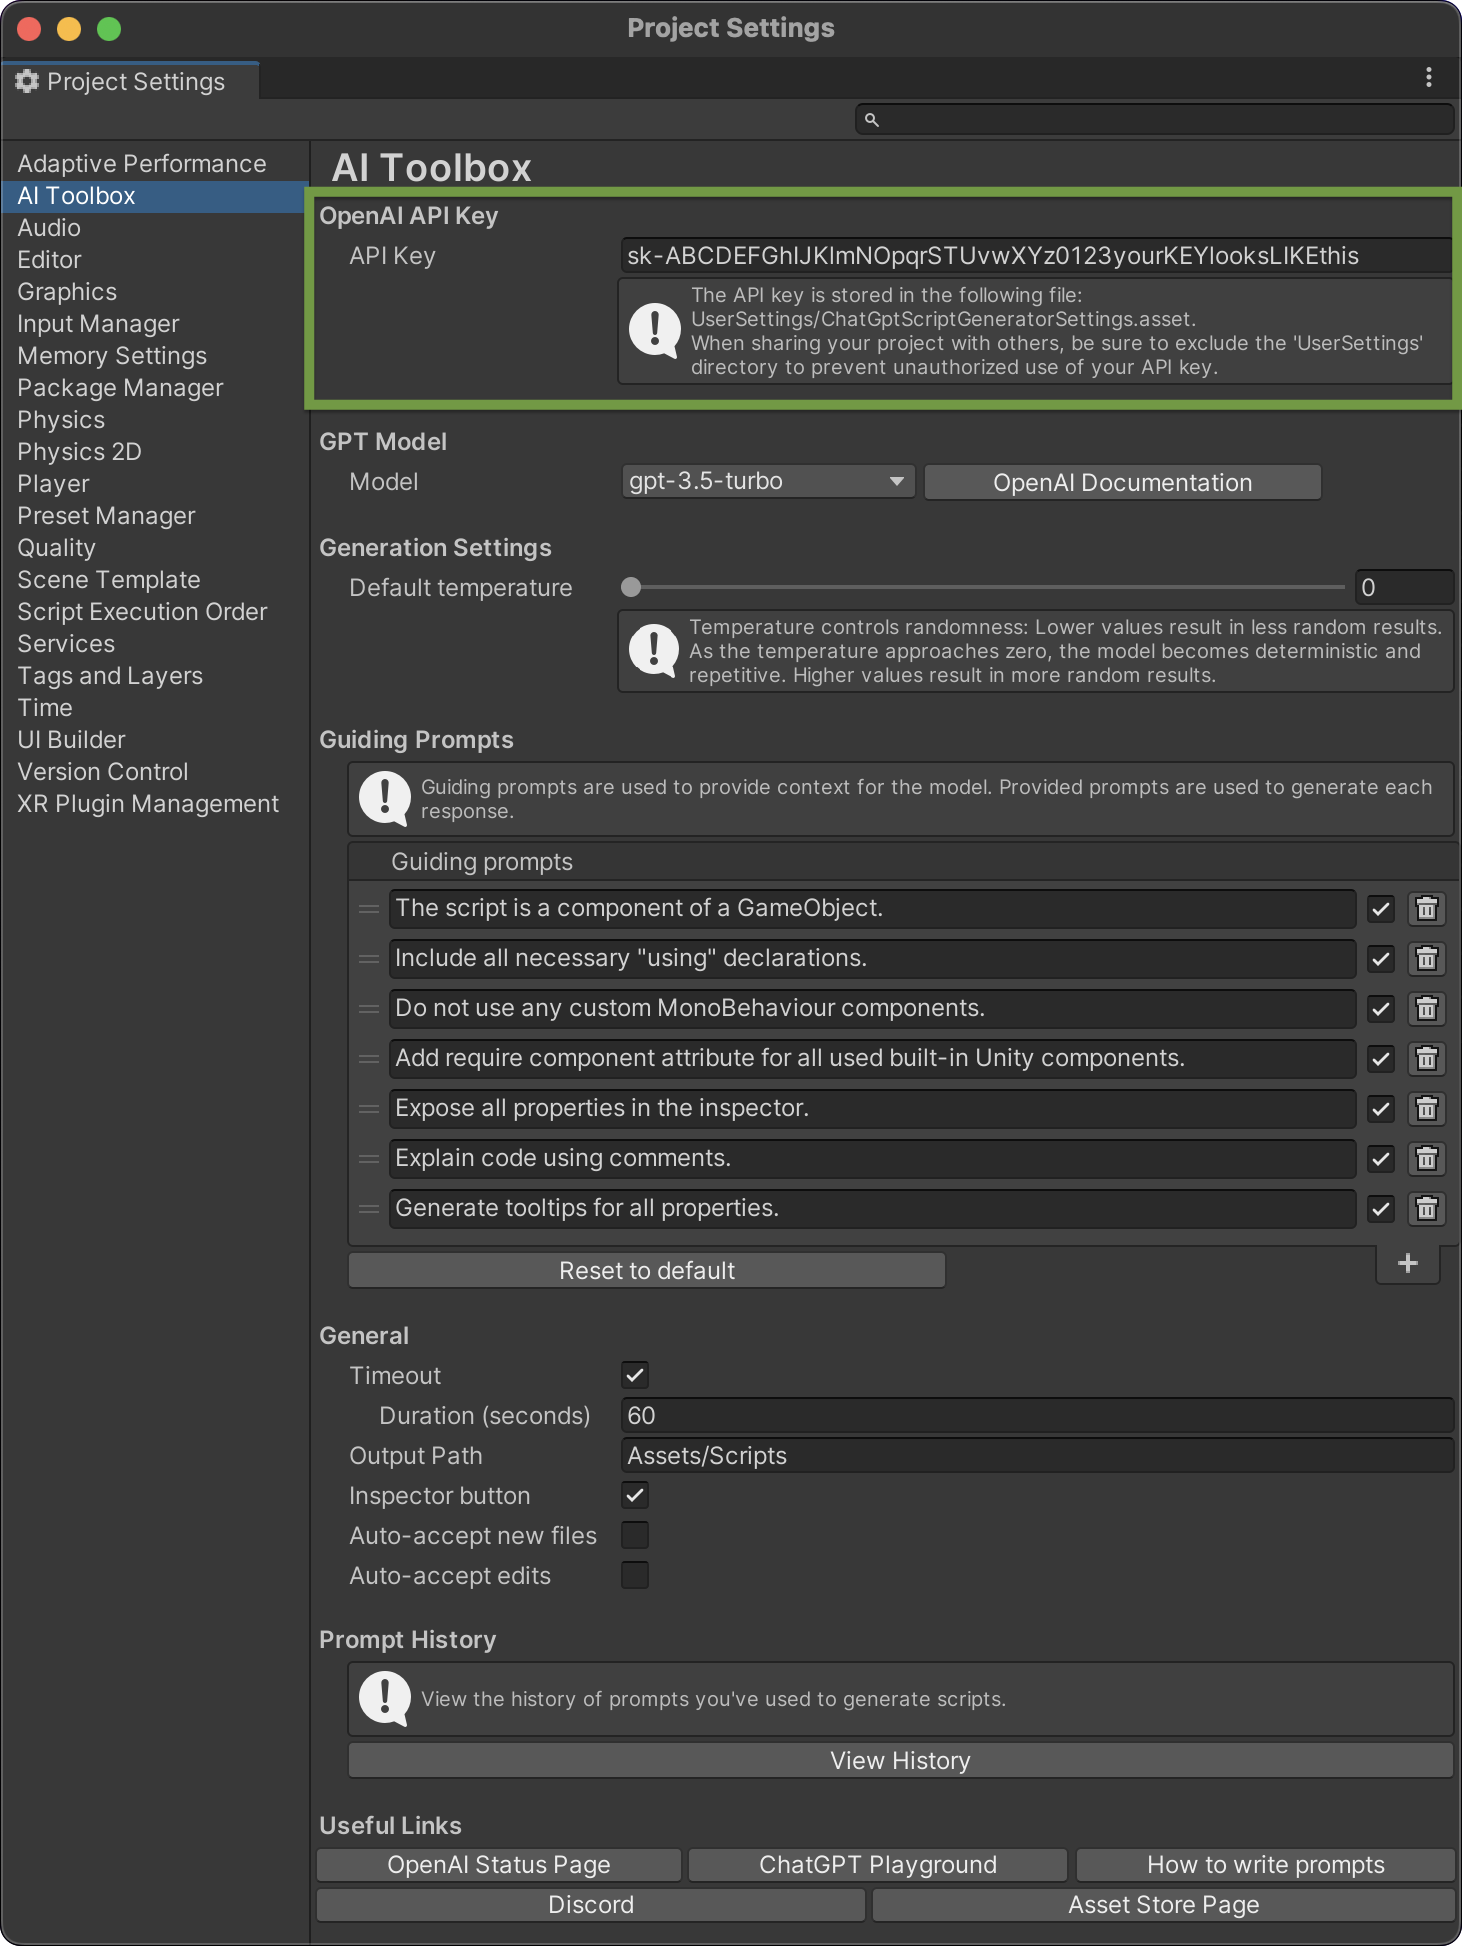 Project Settings
Project Settings
Adaptive Performance
AI Toolbox
Audio
Editor
Graphics
Input Manager
Memory Settings
Package Manager
Physics
Physics 2D
Player
Preset Manager
Quality
Scene Template
Script Execution Order
Services
Tags and Layers
Time
UI Builder
Version Control
XR Plugin Management
AI Toolbox
OpenAI API Key
API Key sk-ABCDEFGhIJKlmNOpqrSTUvwXYz0123yourKEYlooksLIKEthis
The API key is stored in the following file:
UserSettings/ChatGptScriptGeneratorSettings.asset.
When sharing your project with others, be sure to exclude the 'UserSettings'
directory to prevent unauthorized use of your API key.
GPT Model
Model gpt-3.5-turbo OpenAI Documentation
Generation Settings
Default temperature 0
Temperature controls randomness: Lower values result in less random results.
As the temperature approaches zero, the model becomes deterministic and
repetitive. Higher values result in more random results.
Guiding Prompts
Guiding prompts are used to provide context for the model. Provided prompts are used to generate each
response.
Guiding prompts
The script is a component of a GameObject.
Include all necessary "using" declarations.
Do not use any custom MonoBehaviour components.
Add require component attribute for all used built-in Unity components.
Expose all properties in the inspector.
Explain code using comments.
Generate tooltips for all properties.
Reset to default +
General
Timeout
Duration (seconds) 60
Output Path Assets/Scripts
Inspector button
Auto-accept new files
Auto-accept edits
Prompt History
View the history of prompts you've used to generate scripts.
View History
Useful Links
OpenAI Status Page ChatGPT Playground How to write prompts
Discord Asset Store Page